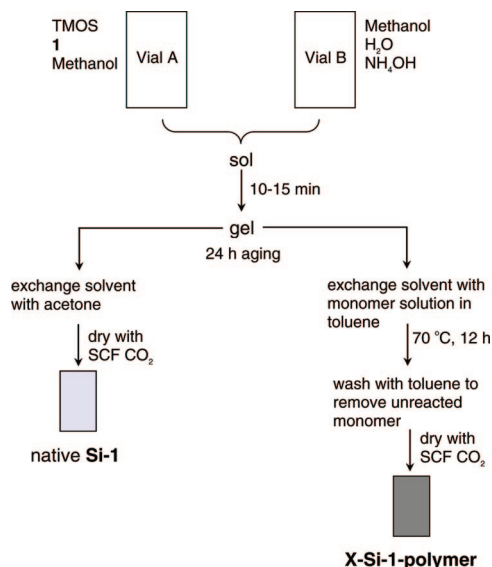 TMOS
1
Methanol
Vial A
Vial B
Methanol
H₂O
NH₄OH
sol
10-15 min
gel
24 h aging
exchange solvent
with acetone
dry with
SCF CO₂
native Si-1
exchange solvent with
monomer solution in
toluene
70 °C, 12 h
wash with toluene to
remove unreacted
monomer
dry with
SCF CO₂
X-Si-1-polymer